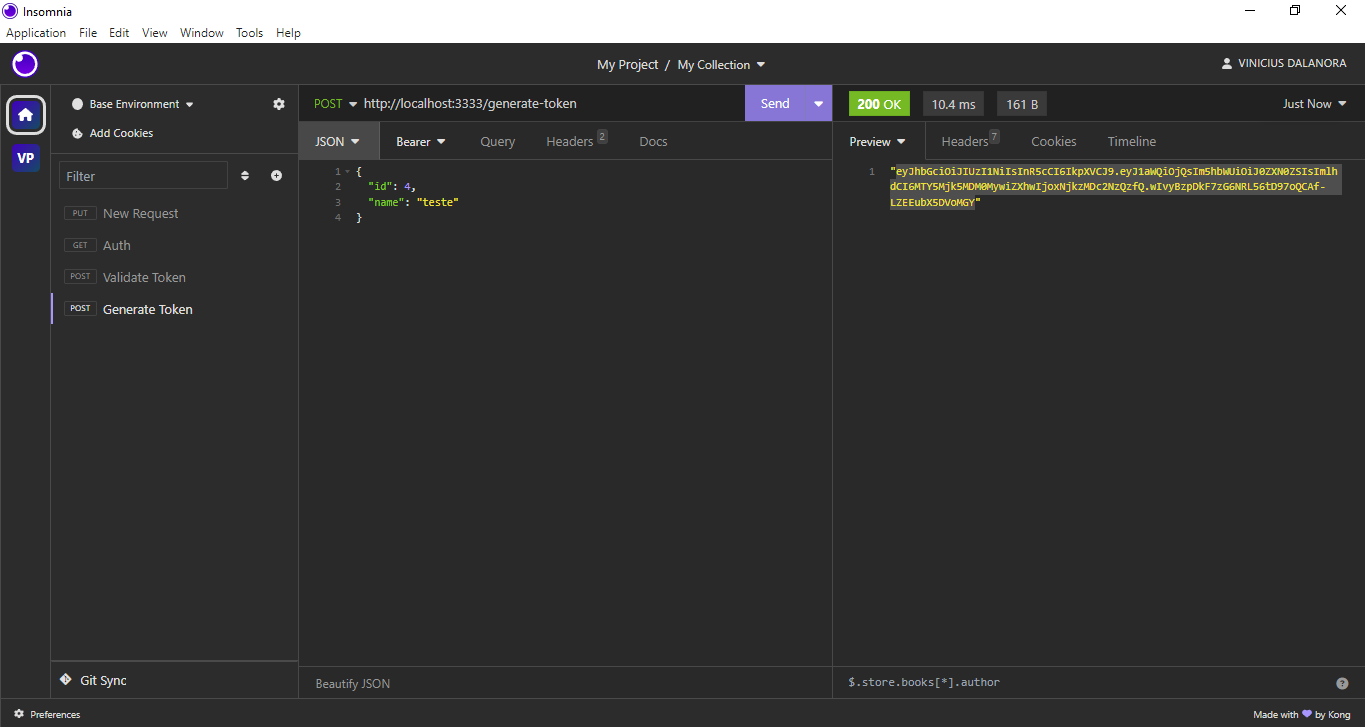 Insomnia
Application File Edit View Window Tools Help
My Project / My Collection
VINICIUS DALANORA
Base Environment
Add Cookies
VP
Filter
PUT New Request
GET Auth
POST Validate Token
POST Generate Token
Git Sync
Preferences
POST http://localhost:3333/generate-token Send
JSON Bearer Query Headers 2 Docs
1 {
2 "id": 4,
3 "name": "teste"
4 }
Beautify JSON
200 OK 10.4 ms 161 B Just Now
Preview Headers 7 Cookies Timeline
1 "eyJhbGciOiJIUzI1NiIsInR5cCI6IkpXVCJ9.eyJ1aWQiOjQsIm5hbWUiOiJ0ZXN0ZSIsImlh
dCI6MTY5Mjk5MDM0MywiZXhwIjoxNjkzMDc2NzQzfQ.wIvyBzpDkF7zG6NRL56tD97oQCAf-
LZEEubX5DVoMGY"
$.store.books[*].author
Made with by Kong